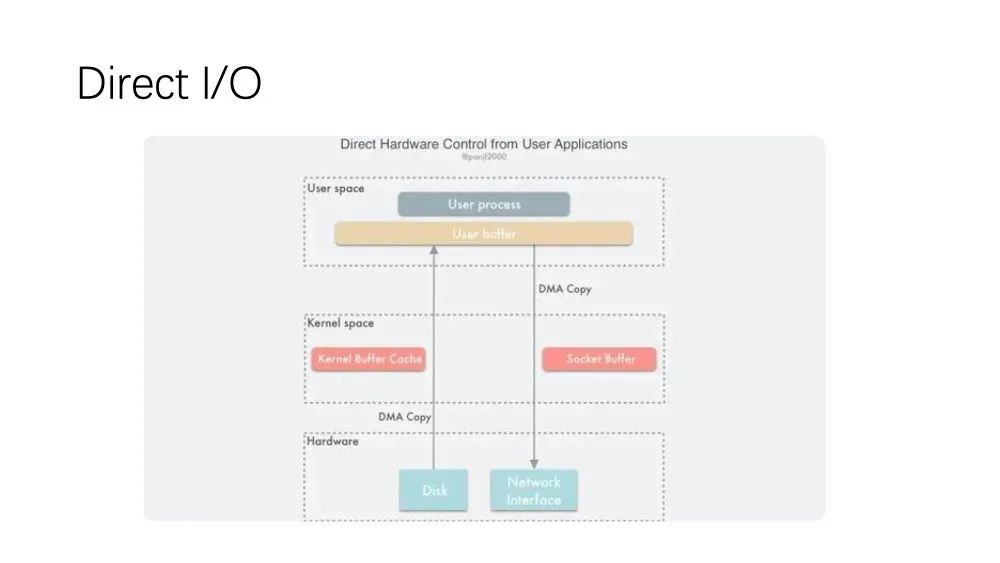 Direct I/O
Direct Hardware Control from User Applications
@panjf2000
User space
User process
User buffer
DMA Copy
Kernel space
Kernel Buffer Cache
Socket Buffer
DMA Copy
Hardware
Disk
Network
Interface